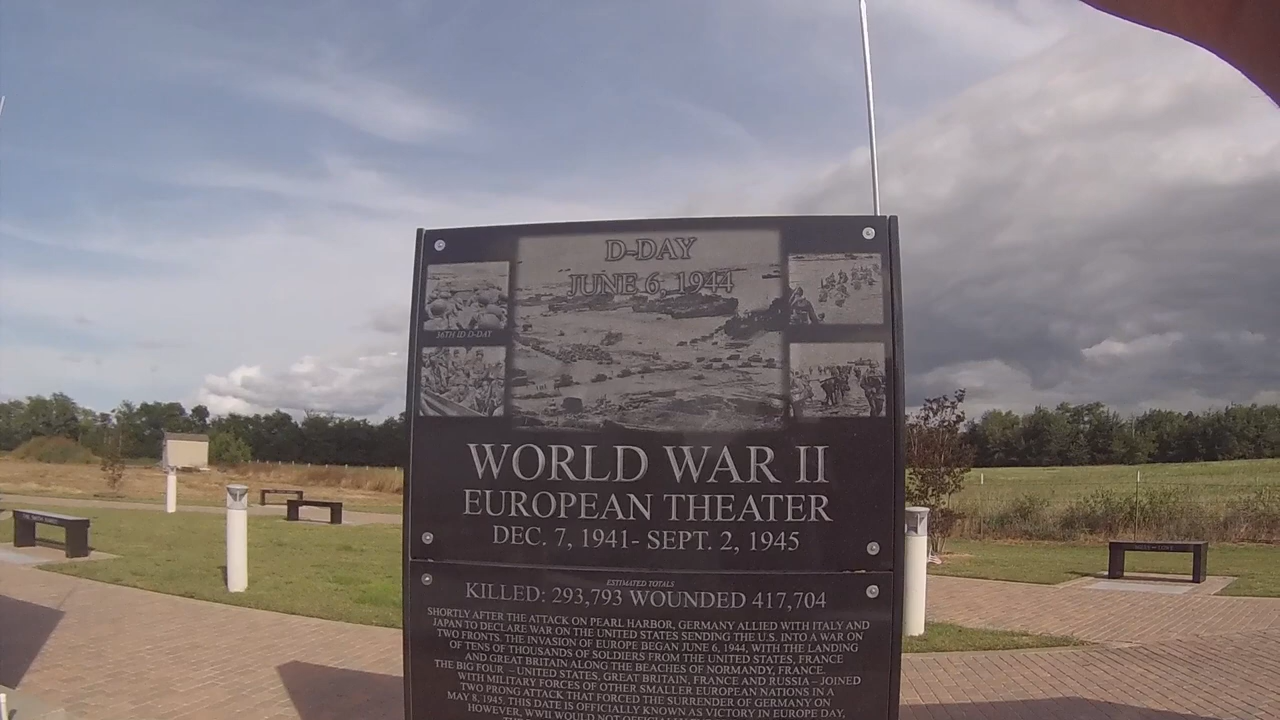 D-DAY
JUNE 6, 1944
36TH ID D-DAY
WORLD WAR II
EUROPEAN THEATER
DEC. 7, 1941- SEPT. 2, 1945
ESTIMATED TOTALS
KILLED: 293,793 WOUNDED 417,704
SHORTLY AFTER THE ATTACK ON PEARL HARBOR, GERMANY ALLIED WITH ITALY AND
JAPAN TO DECLARE WAR ON THE UNITED STATES SENDING THE U.S. INTO A WAR ON
TWO FRONTS. THE INVASION OF EUROPE BEGAN JUNE 6, 1944, WITH THE LANDING
OF TENS OF THOUSANDS OF SOLDIERS FROM THE UNITED STATES, FRANCE
AND GREAT BRITAIN ALONG THE BEACHES OF NORMANDY, FRANCE.
THE BIG FOUR – UNITED STATES, GREAT BRITAIN, FRANCE AND RUSSIA – JOINED
WITH MILITARY FORCES OF OTHER SMALLER EUROPEAN NATIONS IN A
TWO PRONG ATTACK THAT FORCED THE SURRENDER OF GERMANY ON
MAY 8, 1945. THIS DATE IS OFFICIALLY KNOWN AS VICTORY IN EUROPE DAY,
HOWEVER, WWII WOULD NOT OFFICIALLY